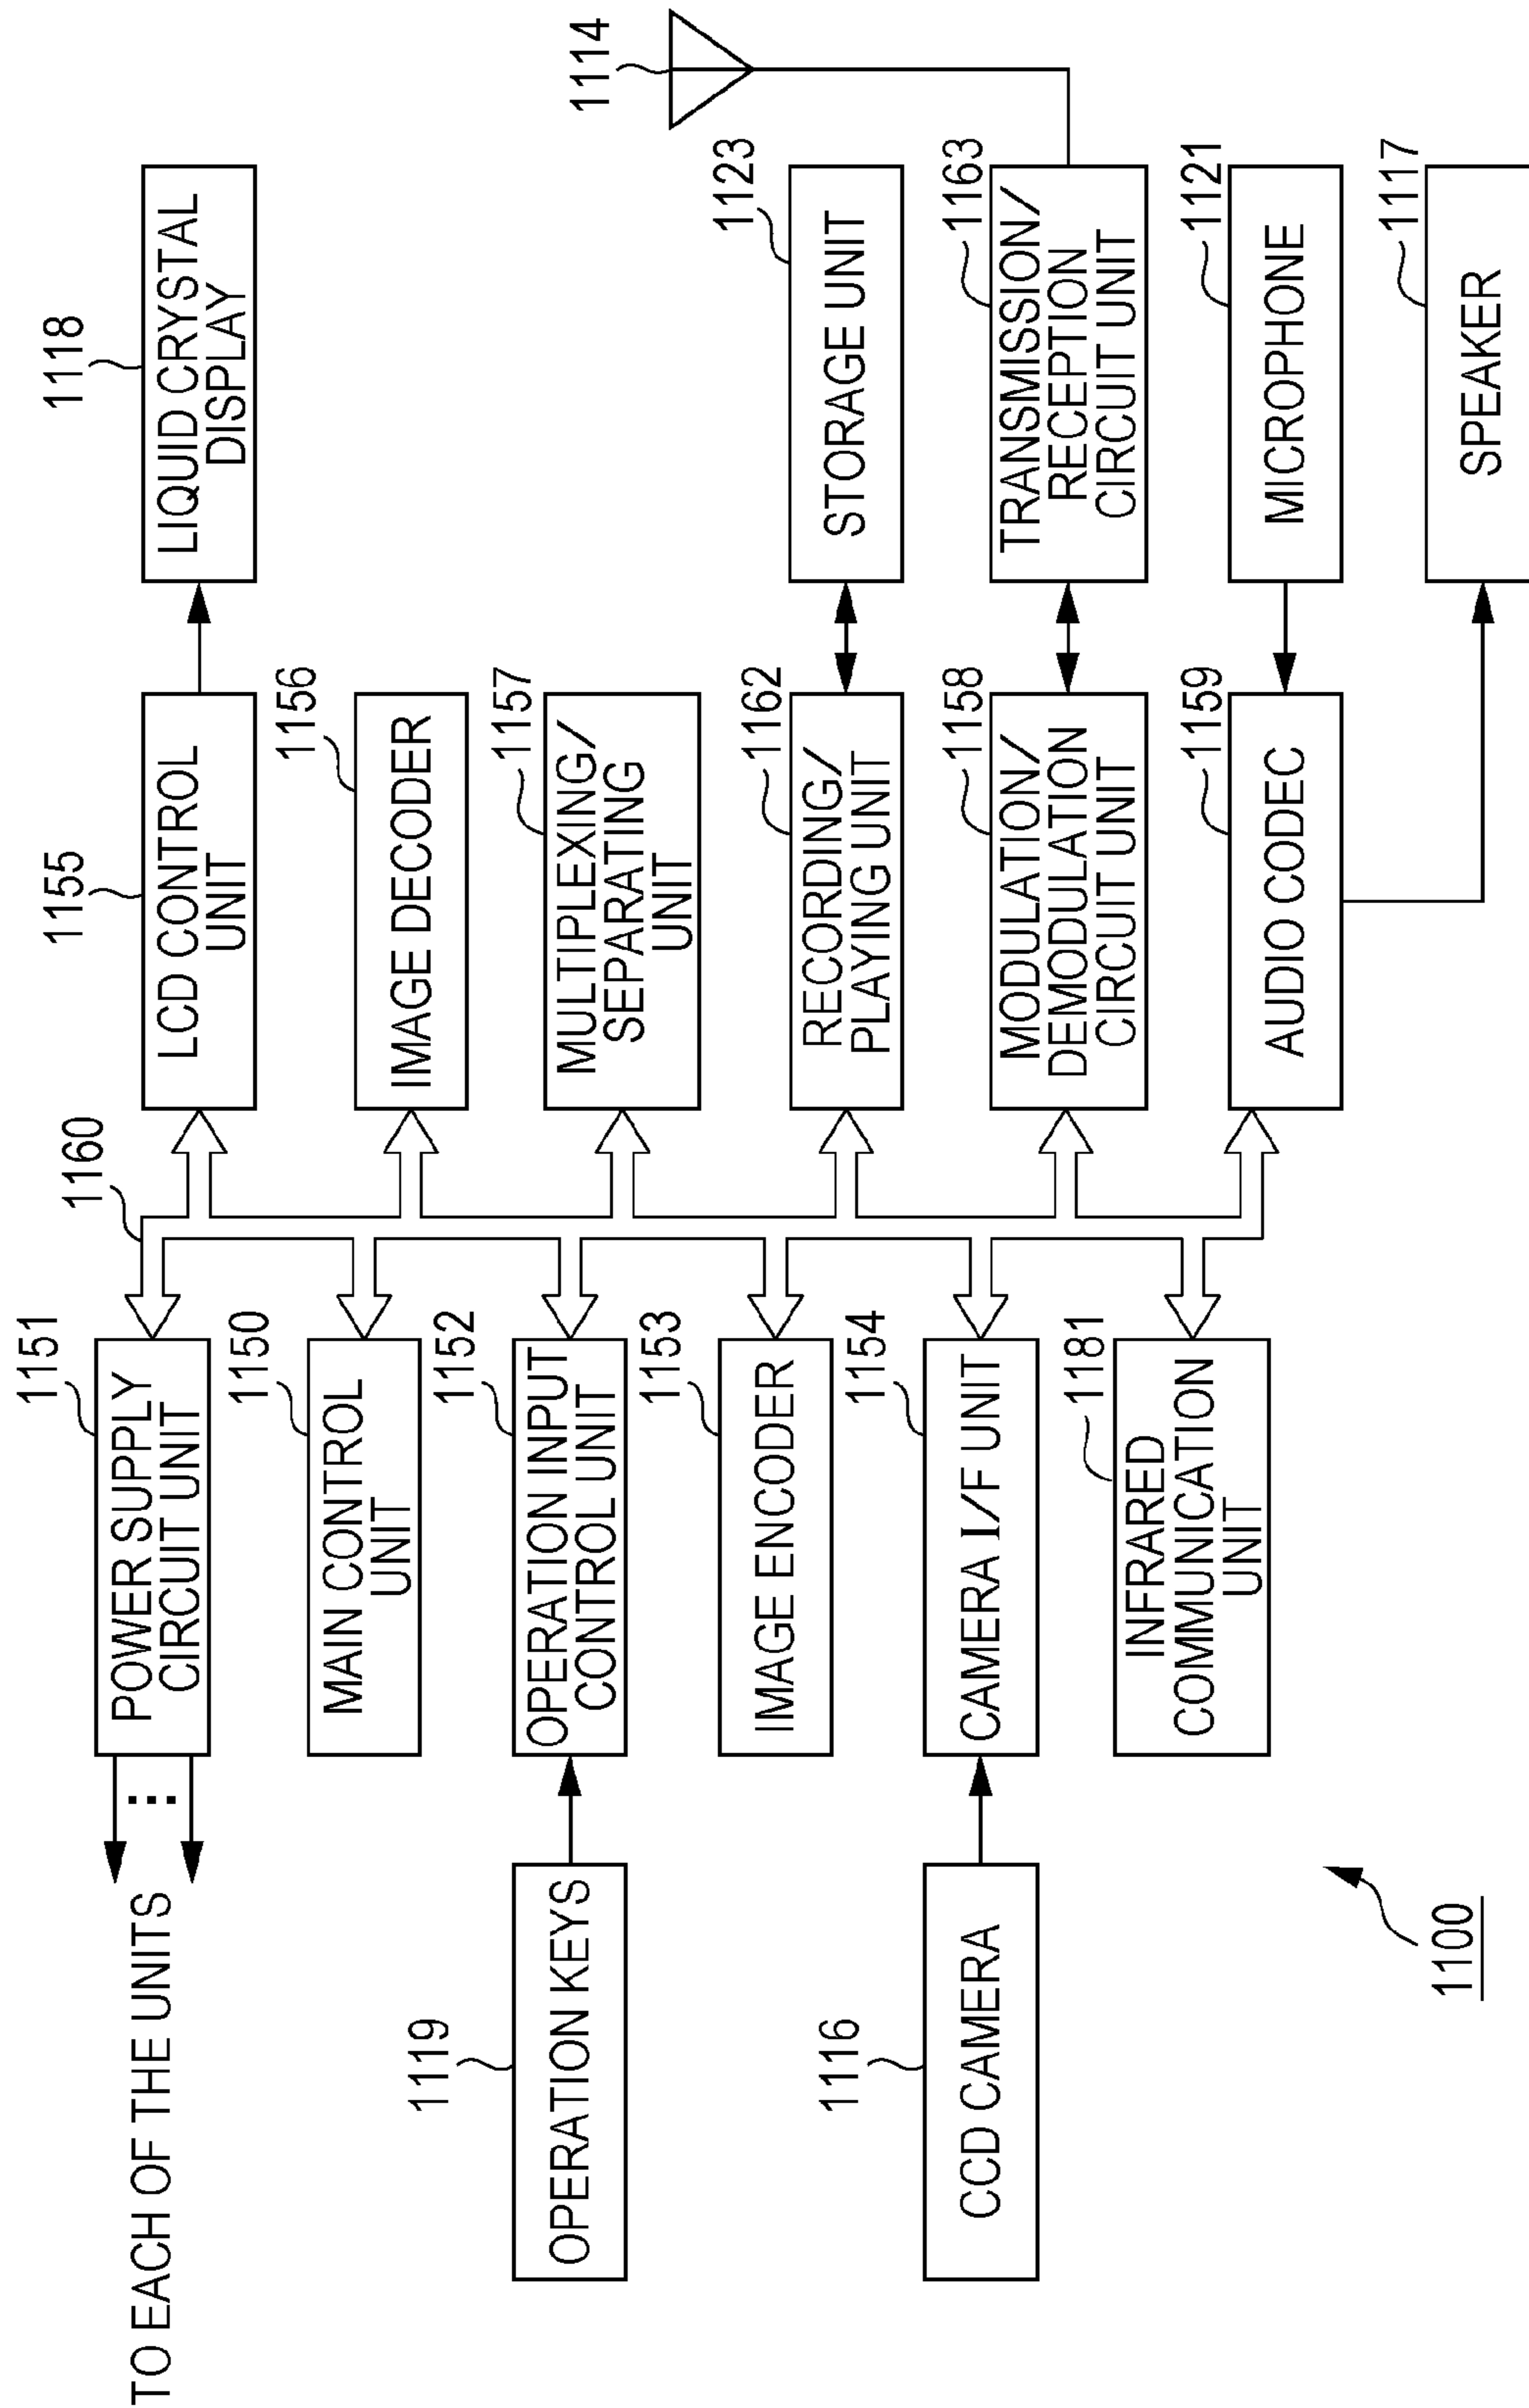 1118
LIQUID CRYSTAL
DISPLAY
1114
1123
STORAGE UNIT
1163
TRANSMISSION/
RECEPTION
CIRCUIT UNIT
1121
MICROPHONE
1117
SPEAKER
1155
LCD CONTROL
UNIT
1156
IMAGE DECODER
1157
MULTIPLEXING/
SEPARATING
UNIT
1162
RECORDING/
PLAYING UNIT
1158
MODULATION/
DEMODULATION
CIRCUIT UNIT
1159
AUDIO CODEC
1160
1151
POWER SUPPLY
CIRCUIT UNIT
1150
MAIN CONTROL
UNIT
1152
OPERATION INPUT
CONTROL UNIT
1153
IMAGE ENCODER
1154
CAMERA I/F UNIT
1181
INFRARED
COMMUNICATION
UNIT
TO EACH OF THE UNITS
1119
OPERATION KEYS
1116
CCD CAMERA
1100